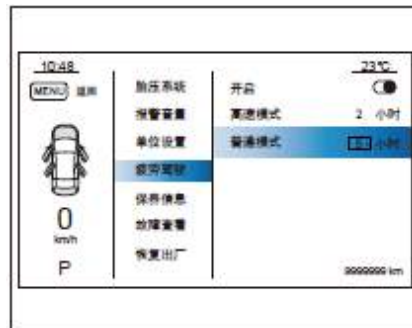 10:48
23℃
MENU 返回
胎压系统
报警音量
单位设置
疲劳驾驶
保养信息
故障查看
恢复出厂
开启
高速模式 2 小时
普通模式 小时
0
km/h
P
9999999 km